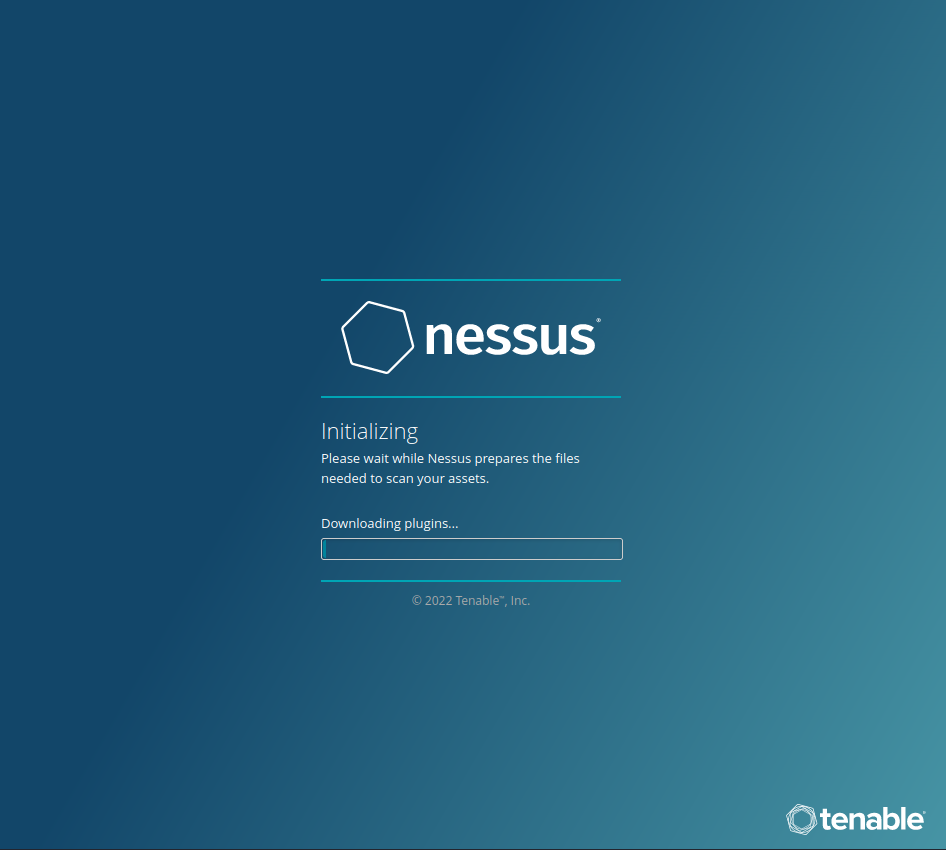 nessus®
Initializing
Please wait while Nessus prepares the files
needed to scan your assets.
Downloading plugins...
© 2022 Tenable™, Inc.
tenable®